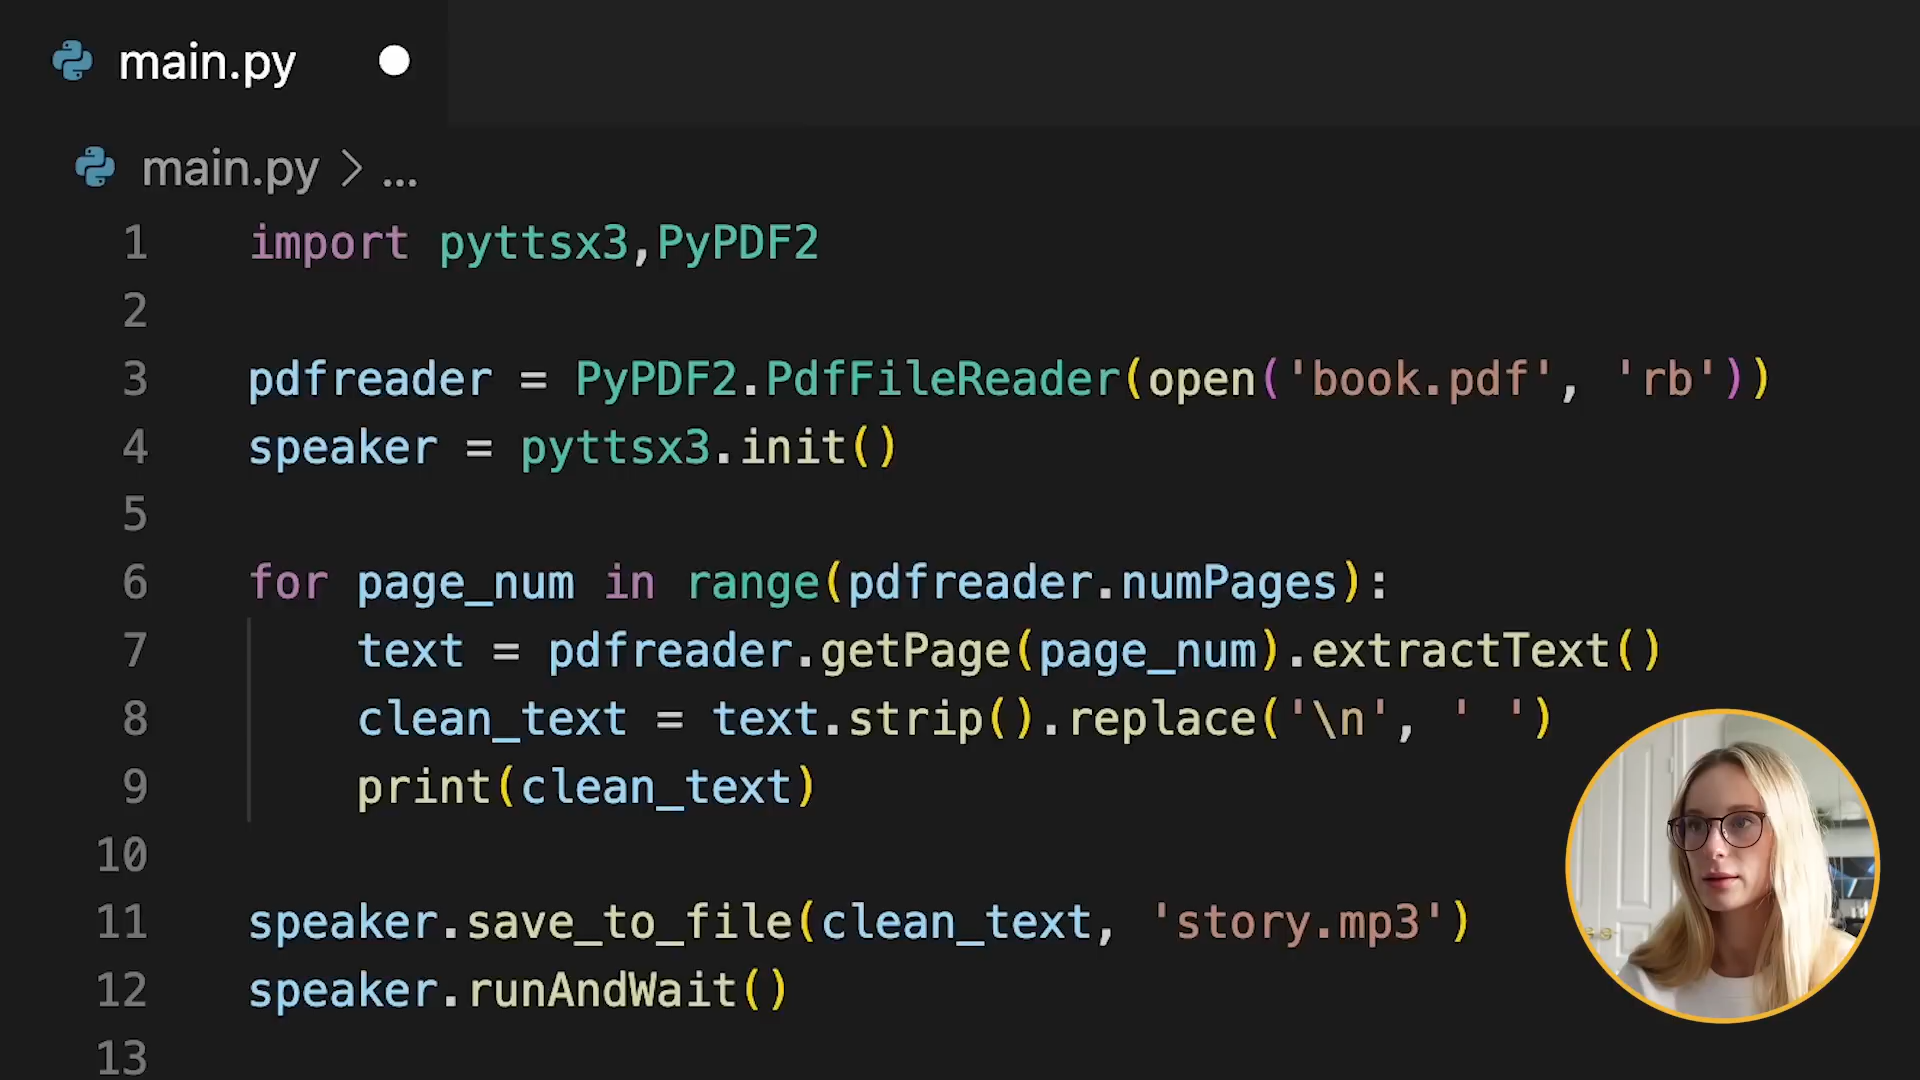 main.py
main.py > ...
1 import pyttsx3,PyPDF2
2
3 pdfreader = PyPDF2.PdfFileReader(open('book.pdf', 'rb'))
4 speaker = pyttsx3.init()
5
6 for page_num in range(pdfreader.numPages):
7     text = pdfreader.getPage(page_num).extractText()
8     clean_text = text.strip().replace('\n', ' ')
9     print(clean_text)
10
11 speaker.save_to_file(clean_text, 'story.mp3')
12 speaker.runAndWait()
13